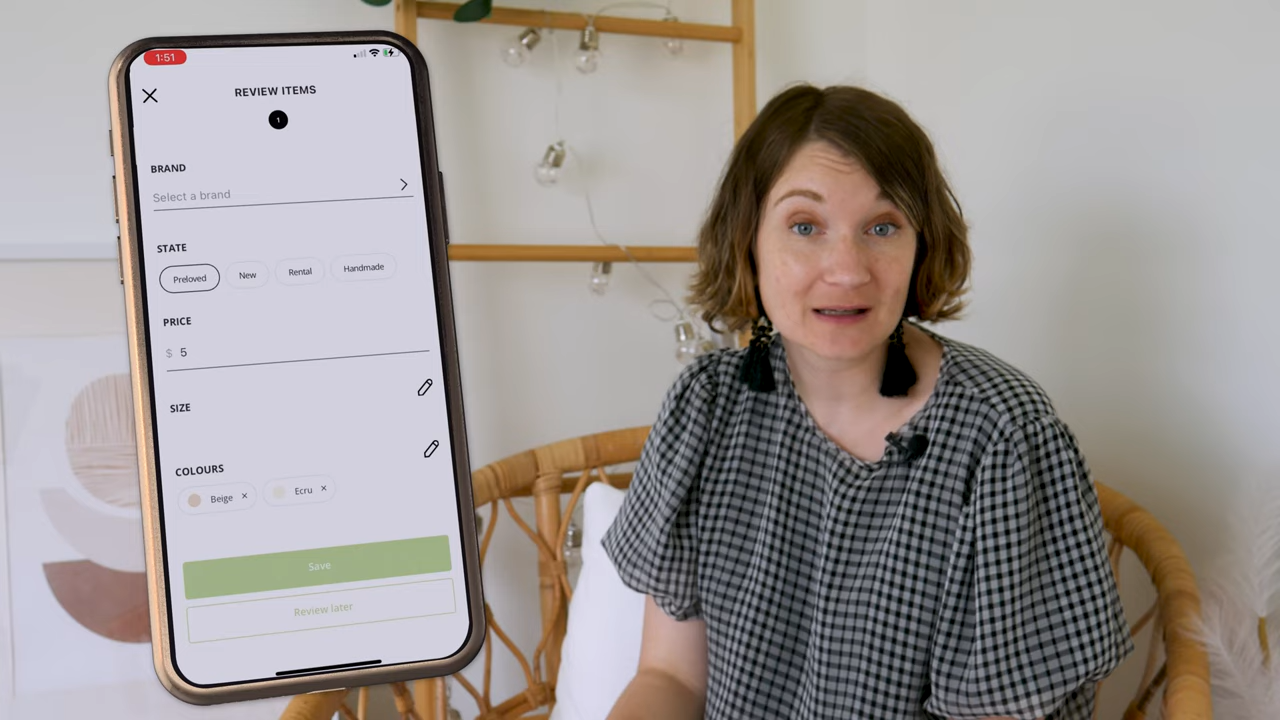 1:51
REVIEW ITEMS
1
BRAND
Select a brand
STATE
Preloved New Rental Handmade
PRICE
$ 5
SIZE
COLOURS
Beige × Ecru ×
Save
Review later